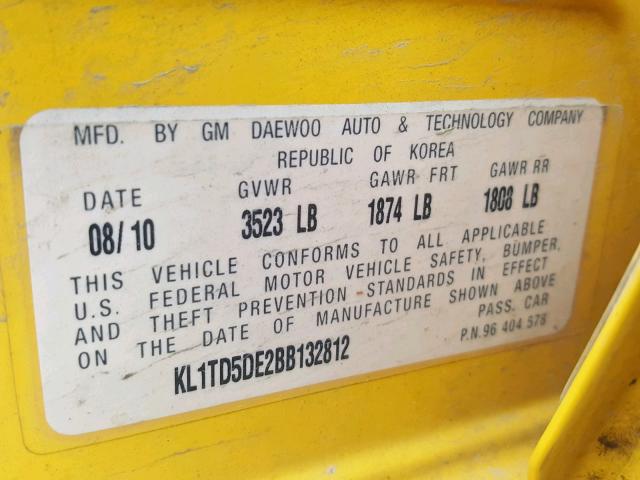 MFD. BY GM DAEWOO AUTO & TECHNOLOGY COMPANY
REPUBLIC OF KOREA
DATE GVWR GAWR FRT GAWR RR
08/10 3523 LB 1874 LB 1808 LB
THIS VEHICLE CONFORMS TO ALL APPLICABLE
U.S. FEDERAL MOTOR VEHICLE SAFETY, BUMPER,
AND THEFT PREVENTION STANDARDS IN EFFECT
ON THE DATE OF MANUFACTURE SHOWN ABOVE
PASS. CAR
KL1TD5DE2BB132812 P.N.96 404 578